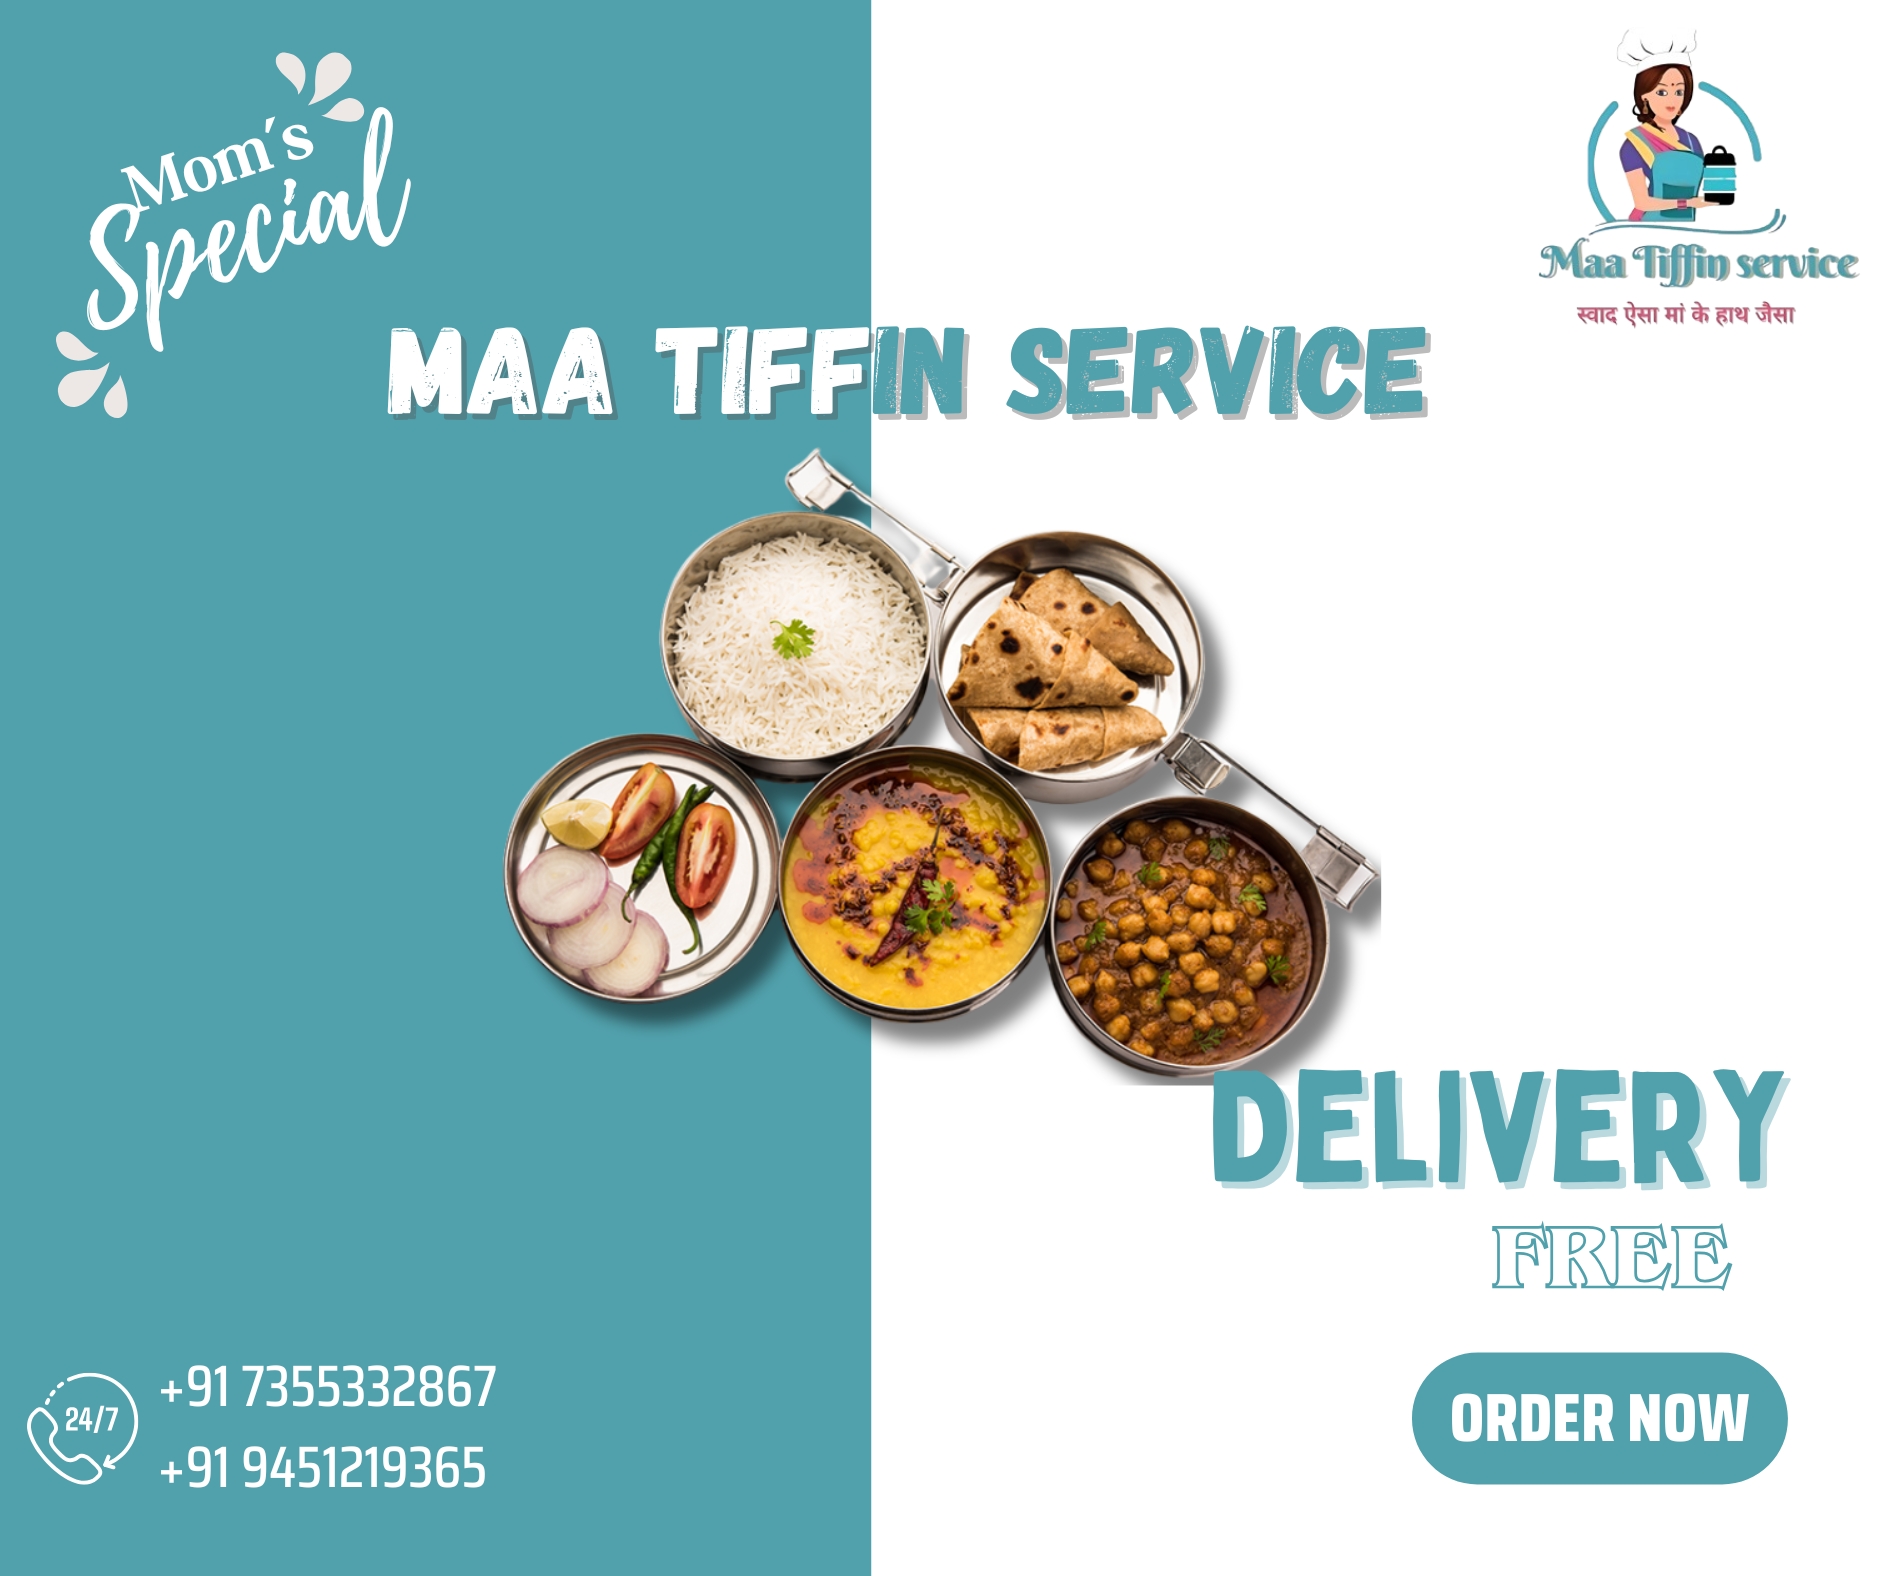 Mom's
Special
Maa Tiffin service
स्वाद ऐसा मां के हाथ जैसा
MAA TIFFIN SERVICE
DELIVERY
FREE
24/7
+91 7355332867
+91 9451219365
ORDER NOW